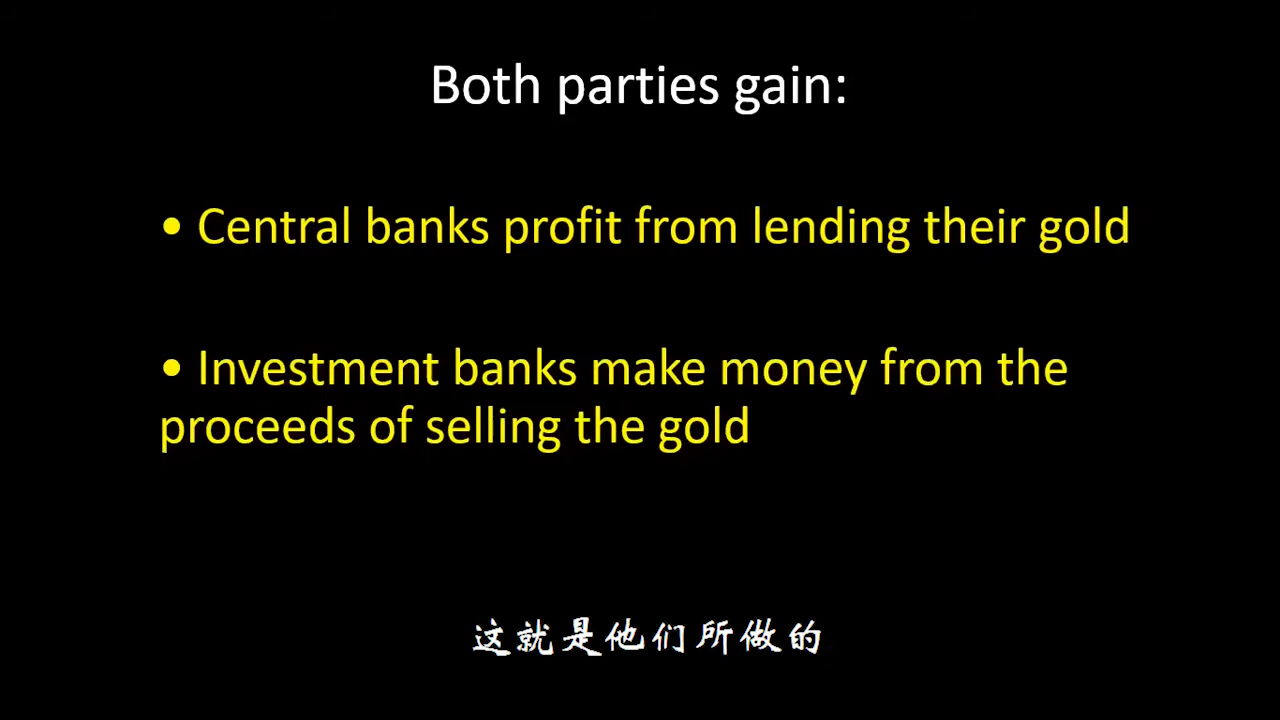 Both parties gain:
• Central banks profit from lending their gold
• Investment banks make money from the
proceeds of selling the gold
这就是他们所做的